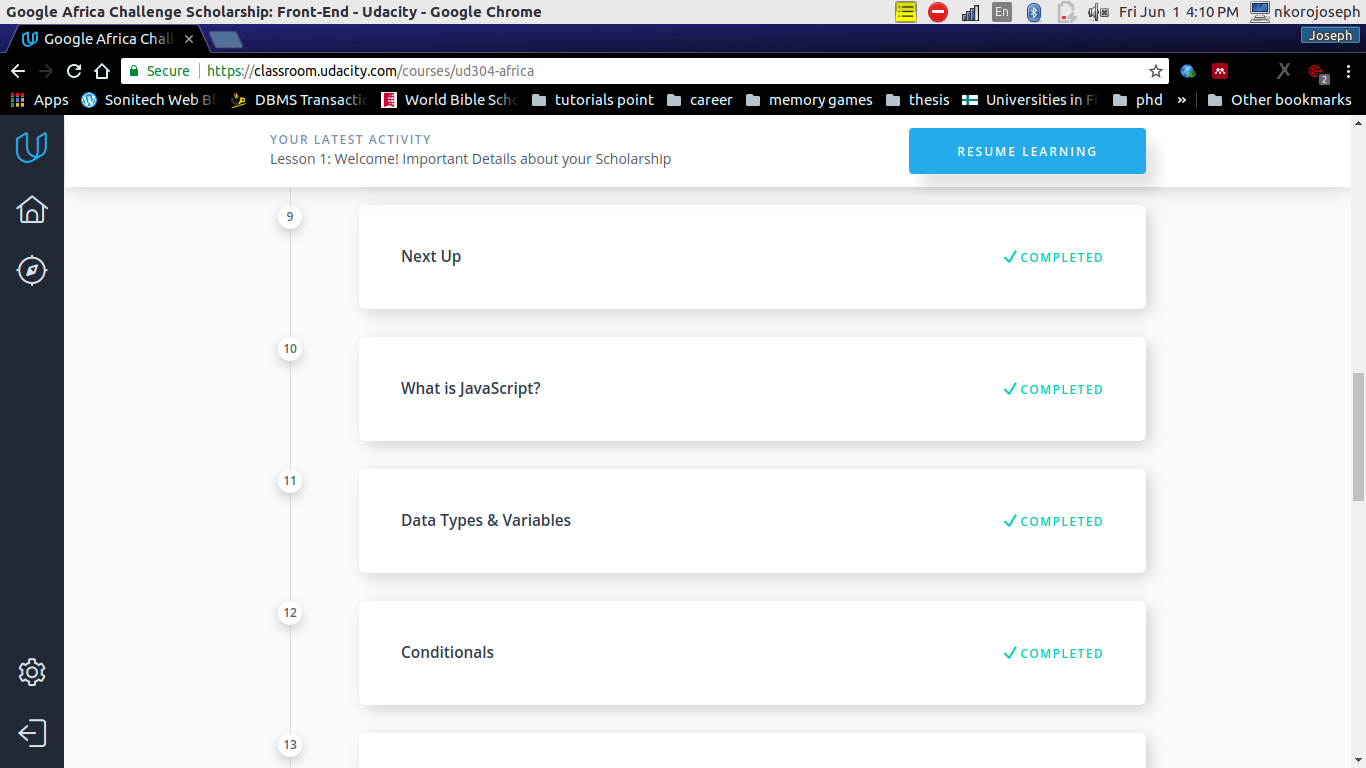 Google Africa Challenge Scholarship: Front-End - Udacity - Google Chrome
En
Fri Jun 1 4:10 PM
nkorojoseph
Google Africa Chall
Joseph
Secure
https://classroom.udacity.com/courses/ud304-africa
2
Apps
Sonitech Web Bl
DBMS Transactic
World Bible Scho
tutorials point
career
memory games
thesis
Universities in Fi
phd
»
Other bookmarks
YOUR LATEST ACTIVITY
Lesson 1: Welcome! Important Details about your Scholarship
RESUME LEARNING
9
Next Up
COMPLETED
10
What is JavaScript?
COMPLETED
11
Data Types & Variables
COMPLETED
12
Conditionals
COMPLETED
13